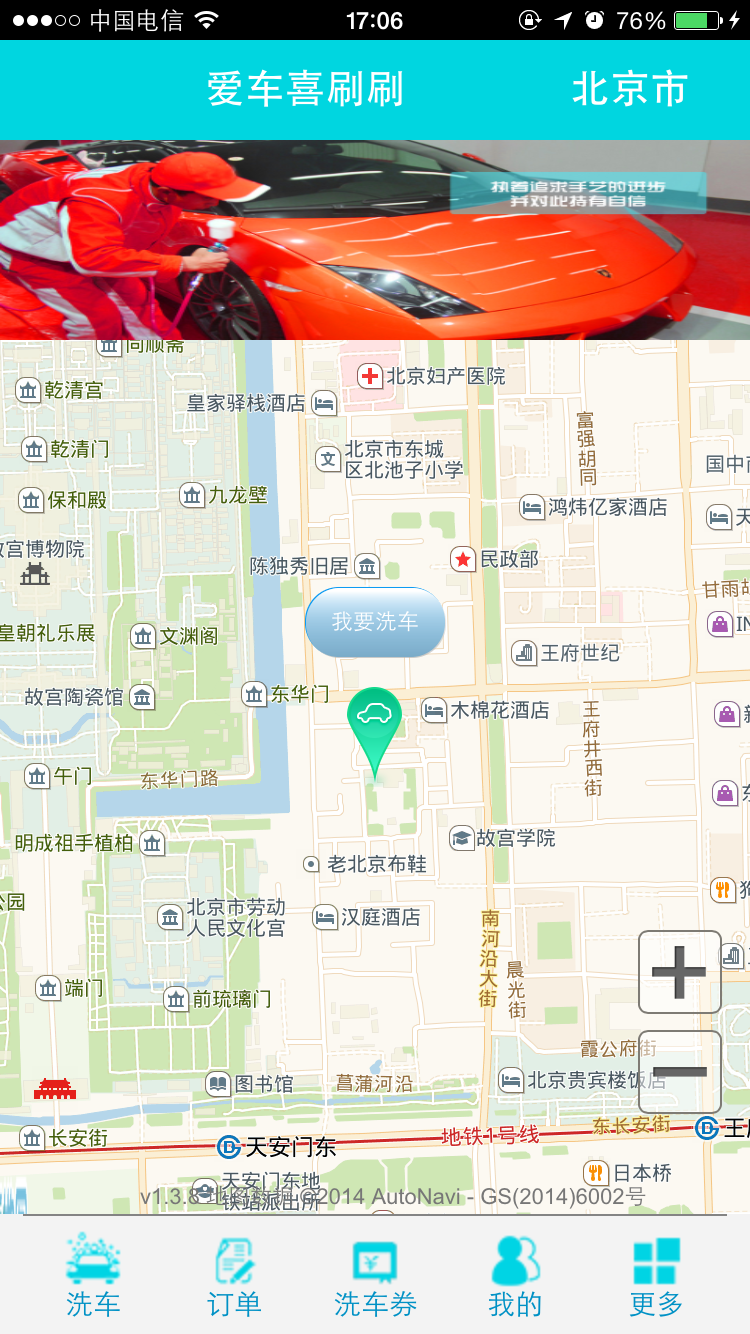 中国电信 17:06 76%
爱车喜刷刷 北京市
执着追求手艺的进步
并对此持有自信
同顺斋
北京妇产医院
乾清宫
皇家驿栈酒店
富强胡同
乾清门
北京市东城
区北池子小学
国中
保和殿
九龙壁
鸿炜亿家酒店
故宫博物院
陈独秀旧居
民政部
甘雨胡
我要洗车
皇朝礼乐展
文渊阁
王府世纪
IN
故宫陶瓷馆
东华门
木棉花酒店
王府井西街
午门
东华门路
明成祖手植柏
故宫学院
老北京布鞋
公园
北京市劳动
人民文化宫
汉庭酒店
南河沿大街
晨光街
端门
前琉璃门
霞公府街
图书馆
菖蒲河沿
北京贵宾楼饭店
长安街
天安门东
地铁1号线
东长安街
日本桥
天安门东地
铁站派出所
v1.3.8 地图数据 ©2014 AutoNavi - GS(2014)6002号
洗车 订单 洗车券 我的 更多